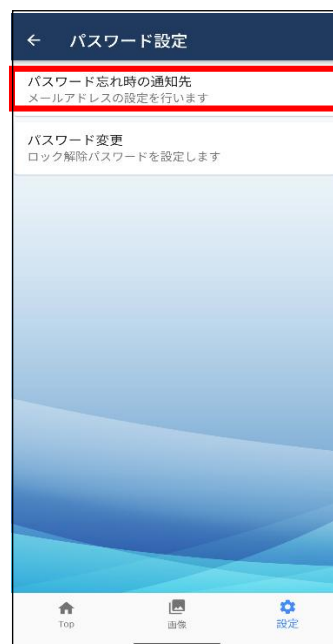 ← パスワード設定
パスワード忘れ時の通知先
メールアドレスの設定を行います
パスワード変更
ロック解除パスワードを設定します
Top 画像 設定